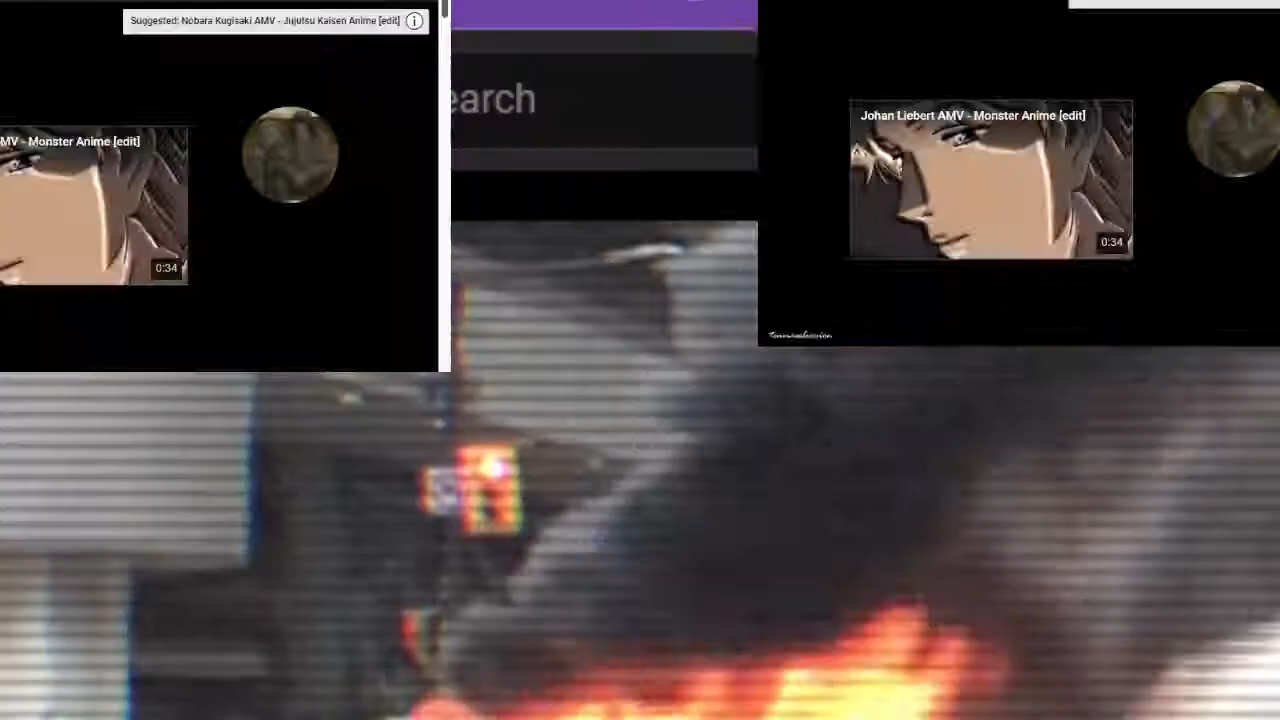 Suggested: Nobara Kugisaki AMV - Jujutsu Kaisen Anime [edit]
MV - Monster Anime [edit]
0:34
earch
Johan Liebert AMV - Monster Anime [edit]
0:34